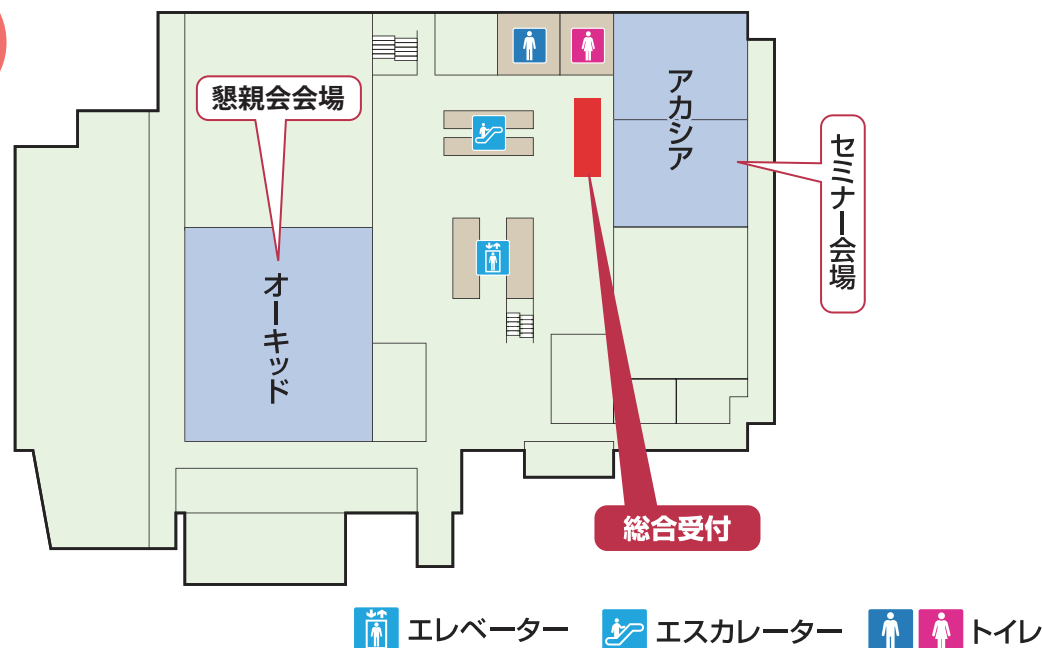 懇親会会場
アカシア
セミナー会場
オーキッド
総合受付
エレベーター
エスカレーター
トイレ